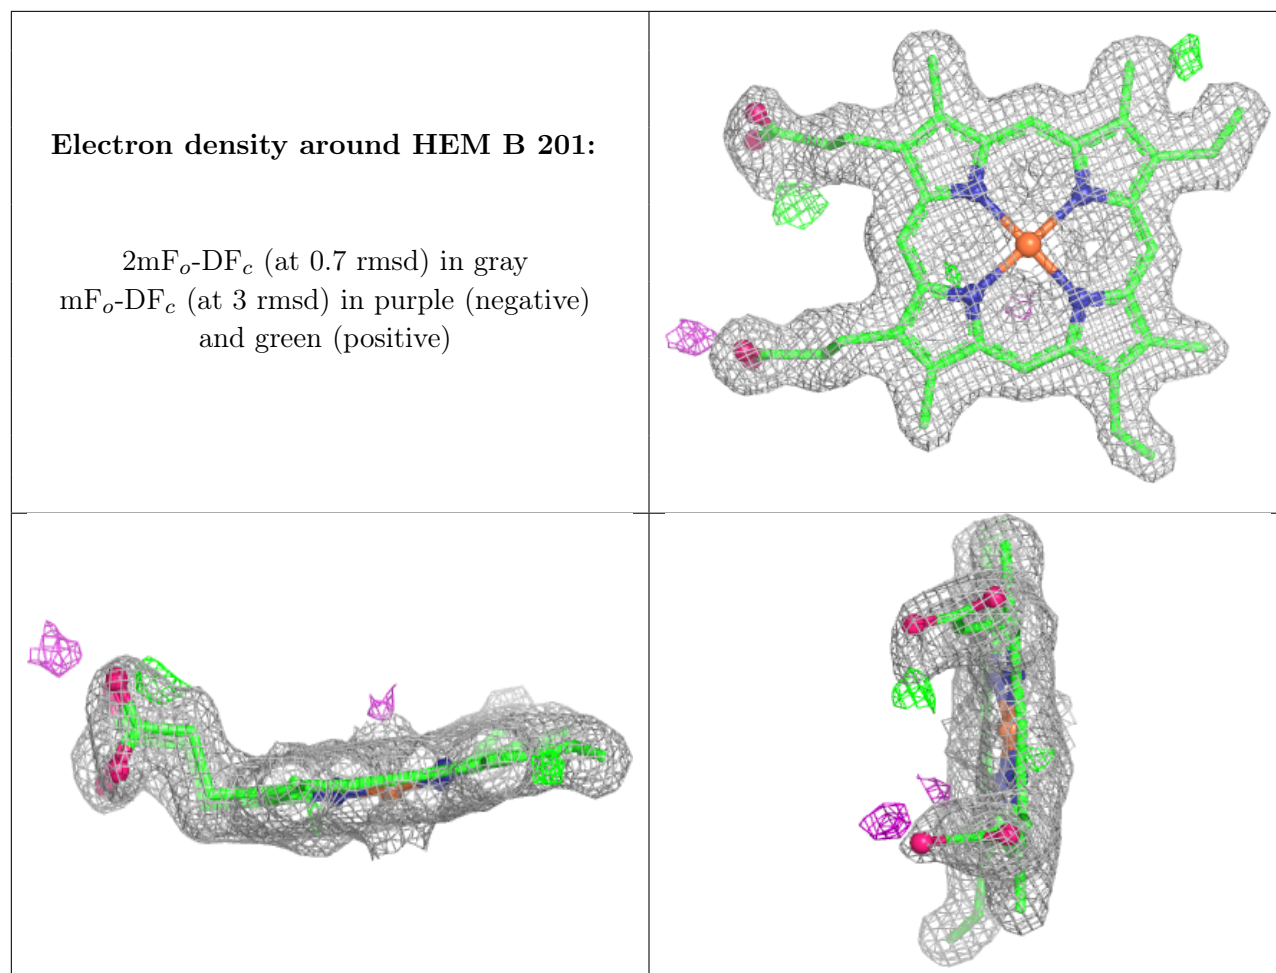 Electron density around HEM B 201:
2mFo-DFc (at 0.7 rmsd) in gray
mFo-DFc (at 3 rmsd) in purple (negative)
and green (positive)